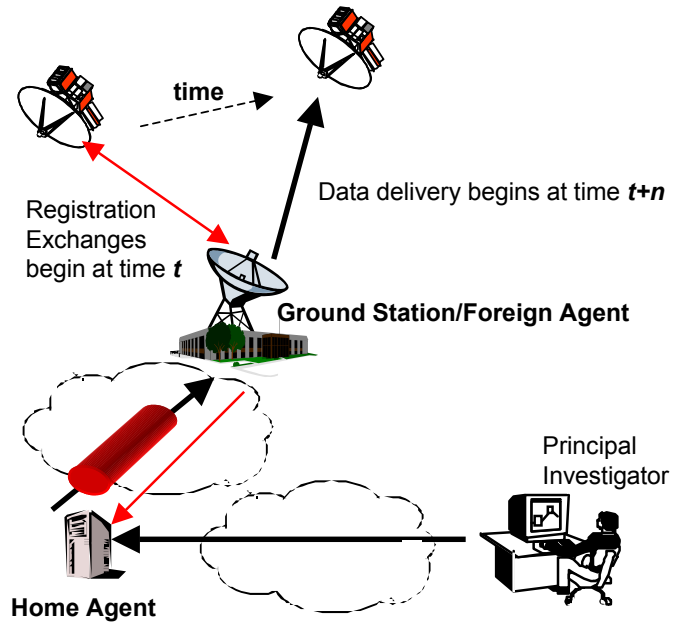 time
Data delivery begins at time t+n
Registration
Exchanges
begin at time t
Ground Station/Foreign Agent
Principal
Investigator
Home Agent